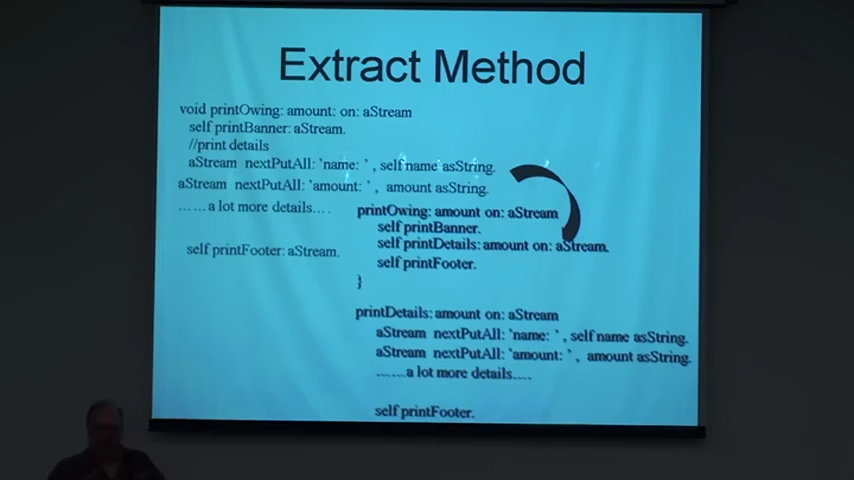 Extract Method
void printOwing: amount: on: aStream
self printBanner: aStream.
//print details
aStream nextPutAll: 'name: ' , self name asString.
aStream nextPutAll: 'amount: ' , amount asString.
... ... a lot more details... .
self printFooter: aStream.
printOwing: amount on: aStream
self printBanner.
self printDetails: amount on: aStream.
self printFooter.
}
printDetails: amount on: aStream
aStream nextPutAll: 'name: ' , self name asString.
aStream nextPutAll: 'amount: ' , amount asString.
.......a lot more details....
self printFooter.